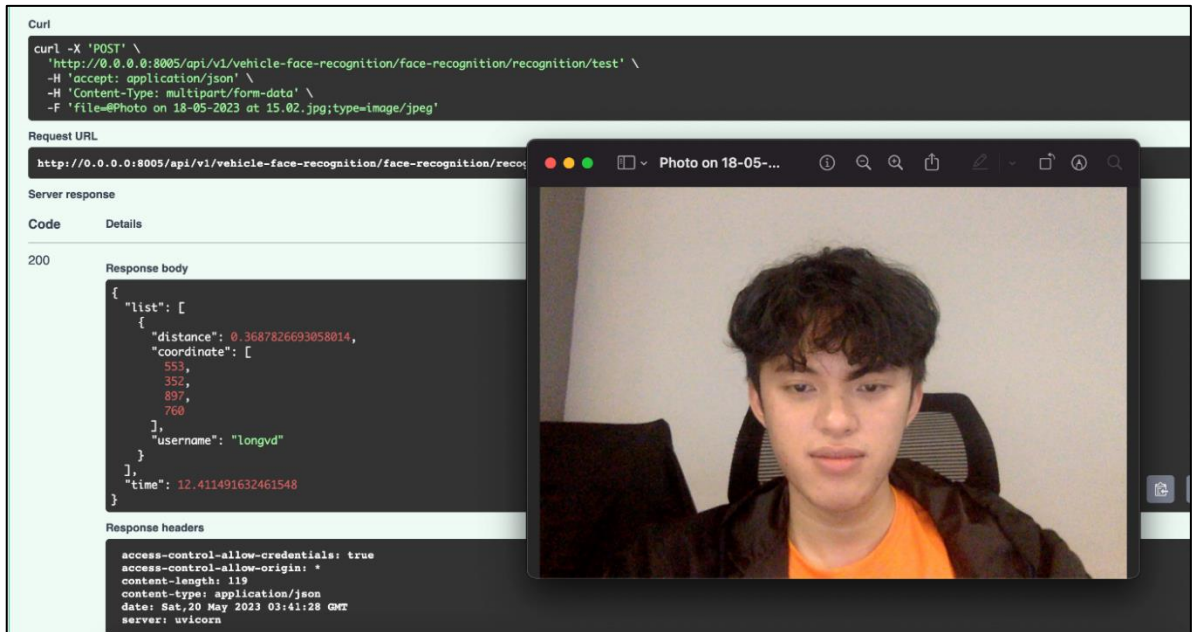 Curl
curl -X 'POST' \
'http://0.0.0.0:8005/api/v1/vehicle-face-recognition/face-recognition/recognition/test' \
-H 'accept: application/json' \
-H 'Content-Type: multipart/form-data' \
-F 'file=@Photo on 18-05-2023 at 15.02.jpg;type=image/jpeg'
Request URL
http://0.0.0.0:8005/api/v1/vehicle-face-recognition/face-recognition/recog
Photo on 18-05-...
Server response
Code Details
200
Response body
{
"list": [
{
"distance": 0.3687826693058014,
"coordinate": [
553,
352,
897,
760
],
"username": "longvd"
}
],
"time": 12.411491632461548
}
Response headers
access-control-allow-credentials: true
access-control-allow-origin: *
content-length: 119
content-type: application/json
date: Sat,20 May 2023 03:41:28 GMT
server: uvicorn